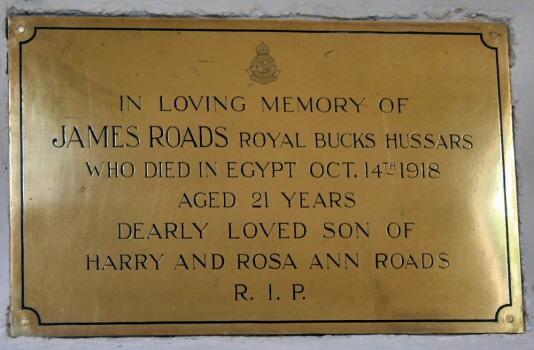 IN LOVING MEMORY OF
JAMES ROADS ROYAL BUCKS HUSSARS
WHO DIED IN EGYPT OCT. 14TH 1918
AGED 21 YEARS
DEARLY LOVED SON OF
HARRY AND ROSA ANN ROADS
R. I. P.